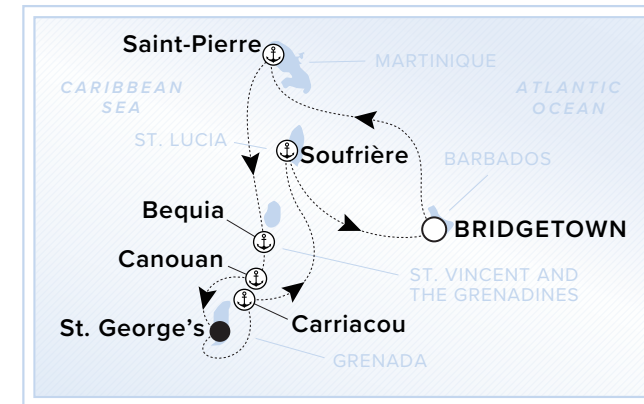 Saint-Pierre
MARTINIQUE
CARIBBEAN
SEA
ATLANTIC
OCEAN
ST. LUCIA
Soufrière
BARBADOS
Bequia
BRIDGETOWN
Canouan
ST. VINCENT AND
THE GRENADINES
St. George's
Carriacou
GRENADA